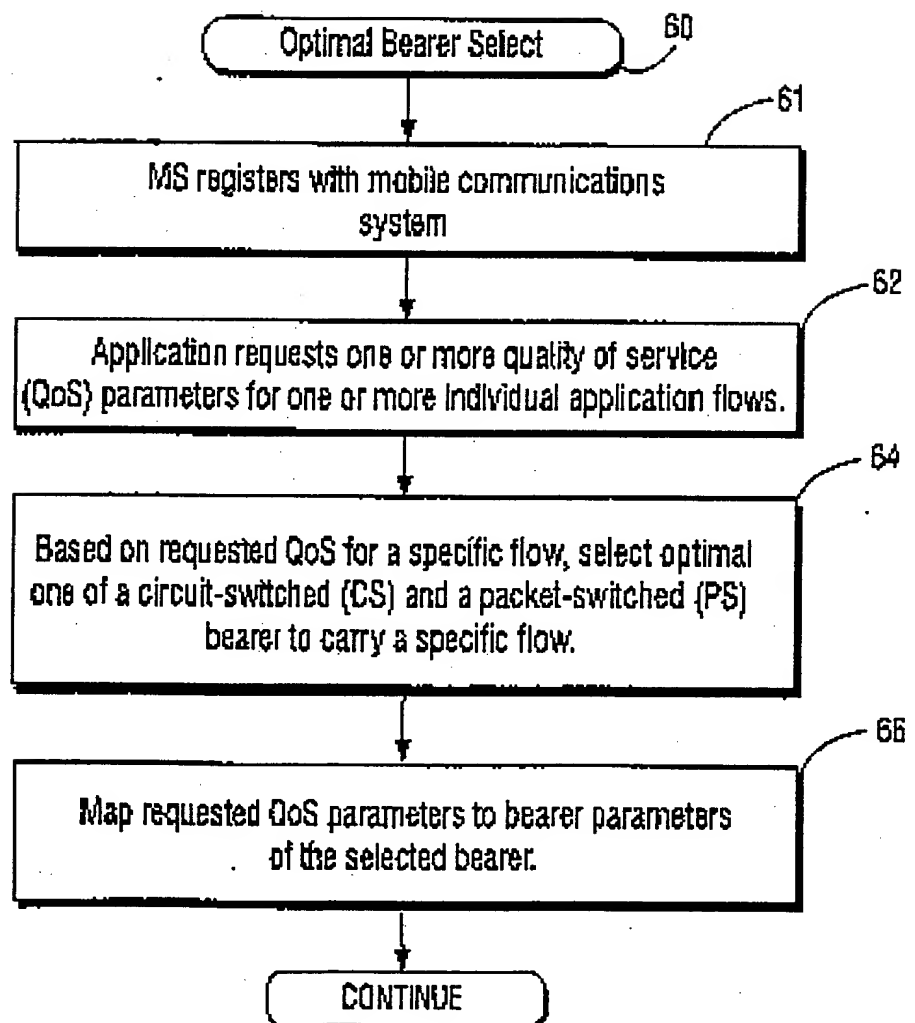 Optimal Bearer Select
60
61
MS registers with mobile communications
system
62
Application requests one or more quality of service
(QoS) parameters for one or more individual application flows.
64
Based on requested QoS for a specific flow, select optimal
one of a circuit-switched (CS) and a packet-switched (PS)
bearer to carry a specific flow.
66
Map requested QoS parameters to bearer parameters
of the selected bearer.
CONTINUE